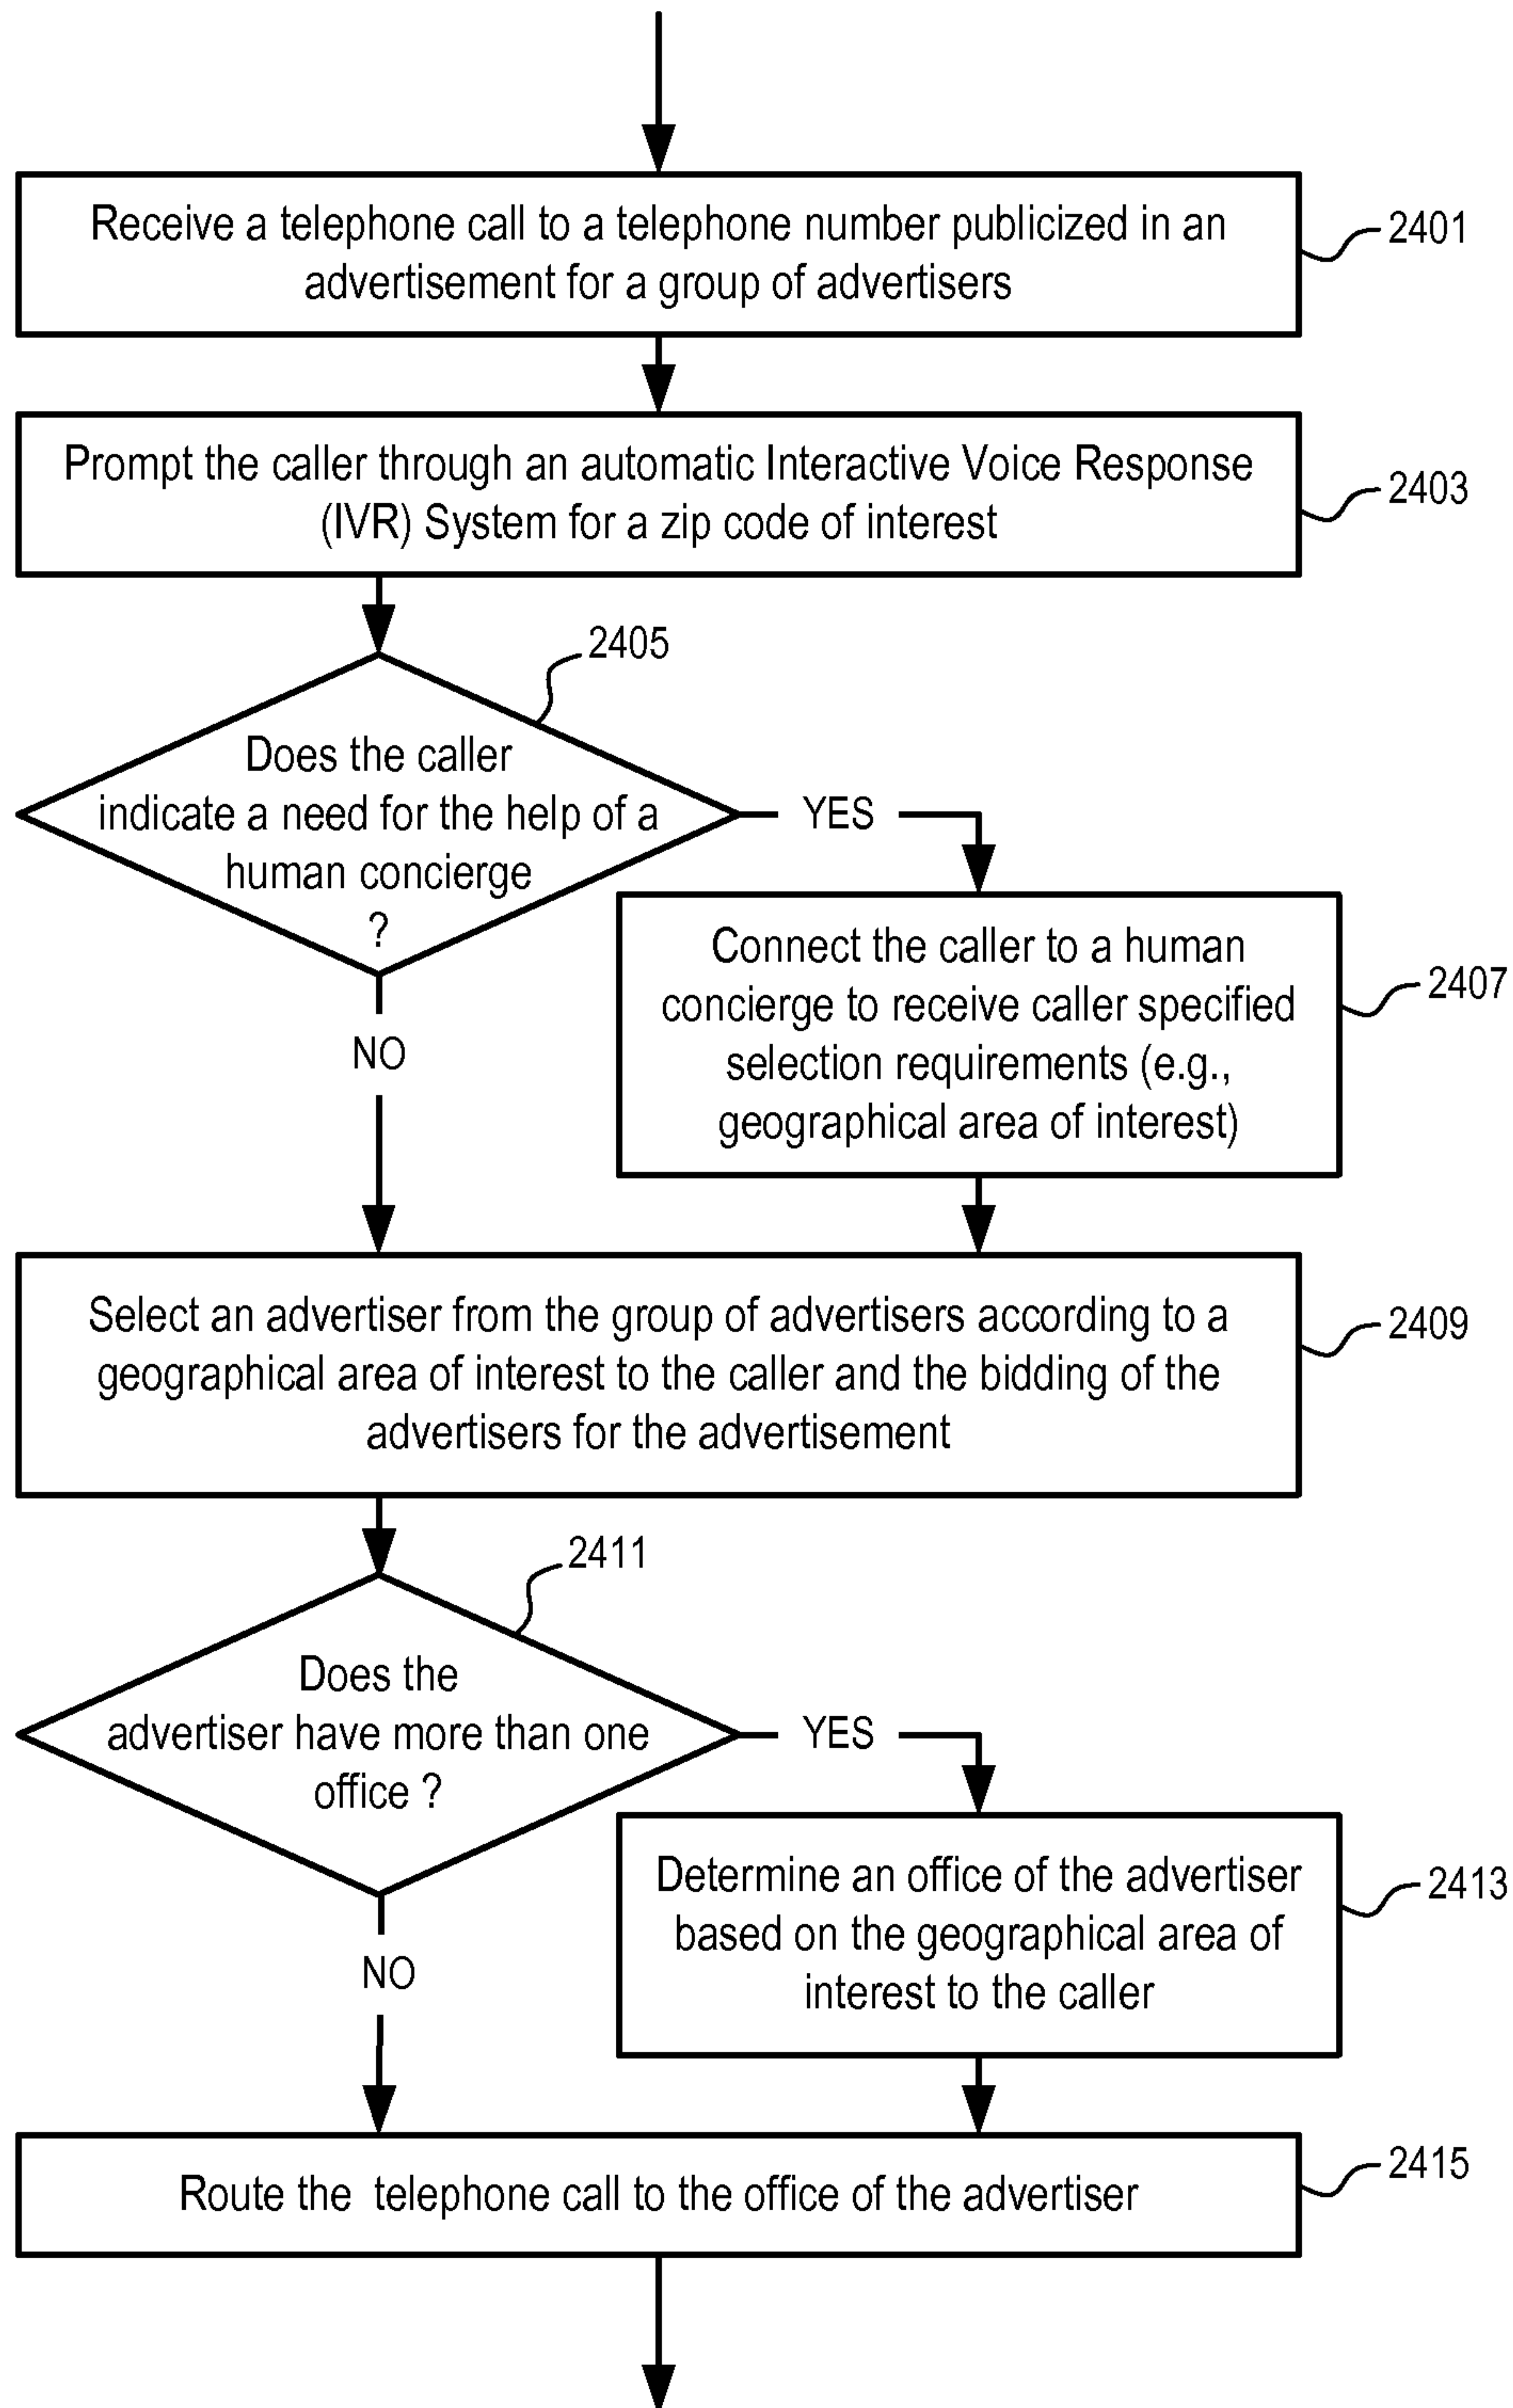 Receive a telephone call to a telephone number publicized in an
advertisement for a group of advertisers
2401
Prompt the caller through an automatic Interactive Voice Response
(IVR) System for a zip code of interest
2403
2405
Does the caller
indicate a need for the help of a
human concierge
?
YES
NO
Connect the caller to a human
concierge to receive caller specified
selection requirements (e.g.,
geographical area of interest)
2407
Select an advertiser from the group of advertisers according to a
geographical area of interest to the caller and the bidding of the
advertisers for the advertisement
2409
2411
Does the
advertiser have more than one
office ?
YES
NO
Determine an office of the advertiser
based on the geographical area of
interest to the caller
2413
Route the telephone call to the office of the advertiser
2415